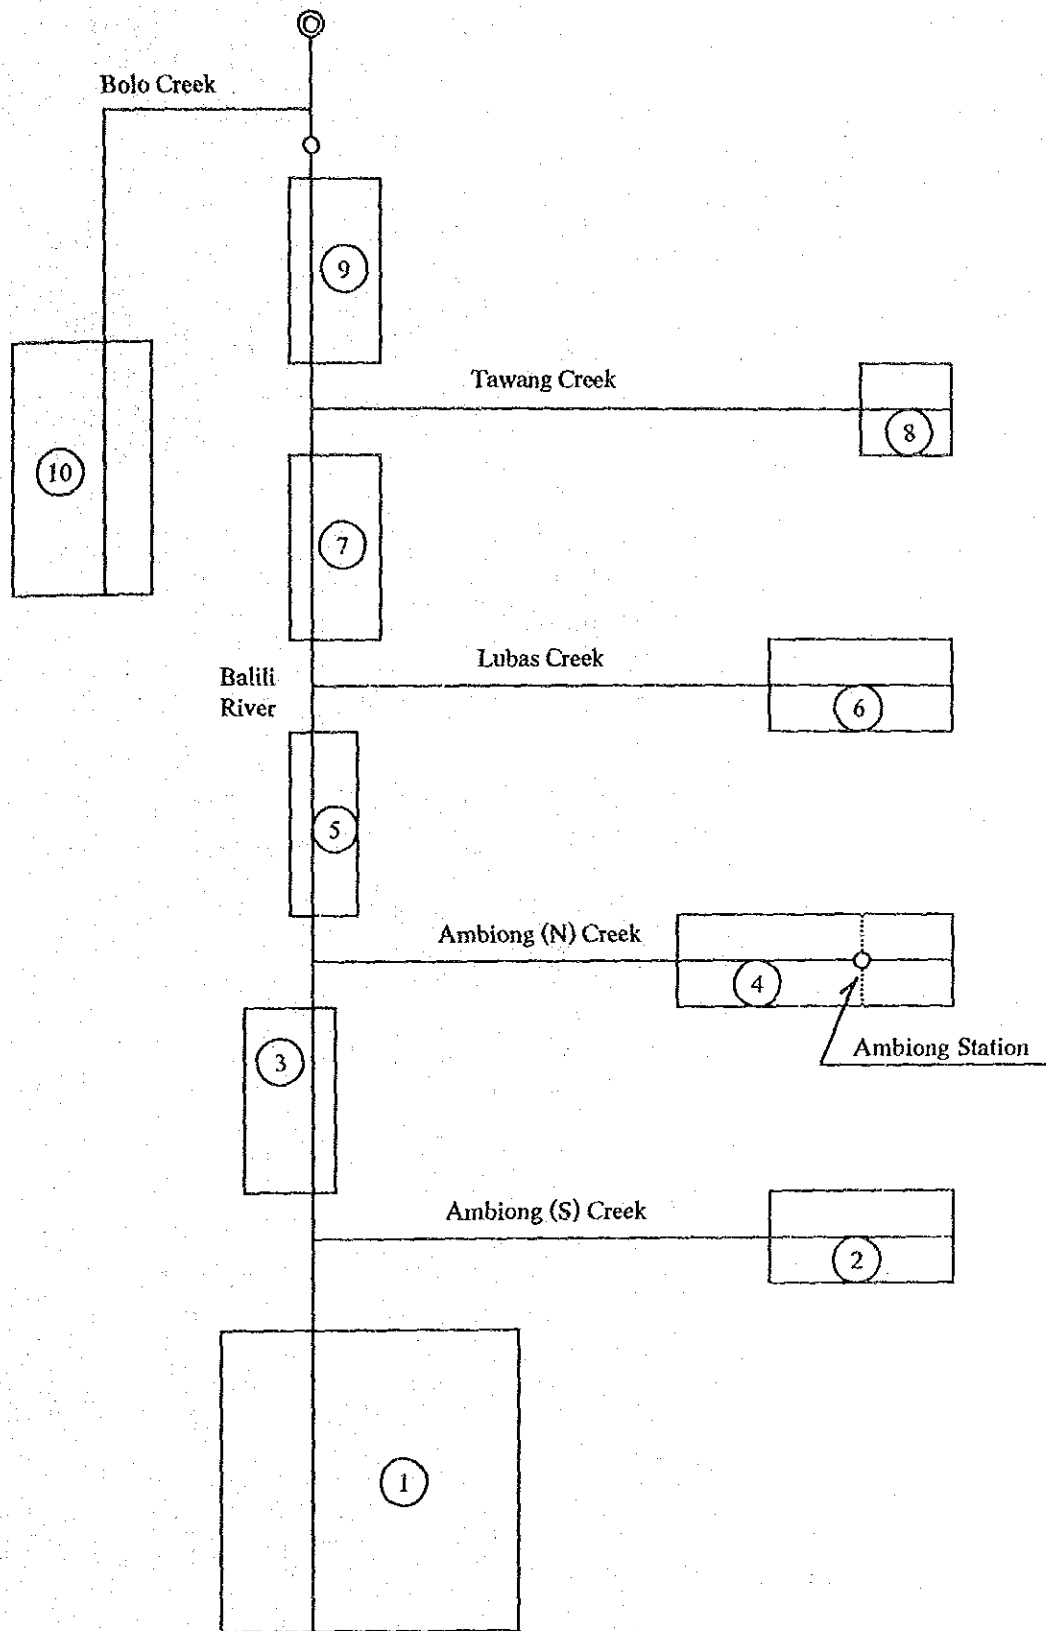 Bolo Creek
9
Tawang Creek
8
10
7
Lubas Creek
Balili
River
6
5
Ambiong (N) Creek
4
Ambiong Station
3
Ambiong (S) Creek
2
1